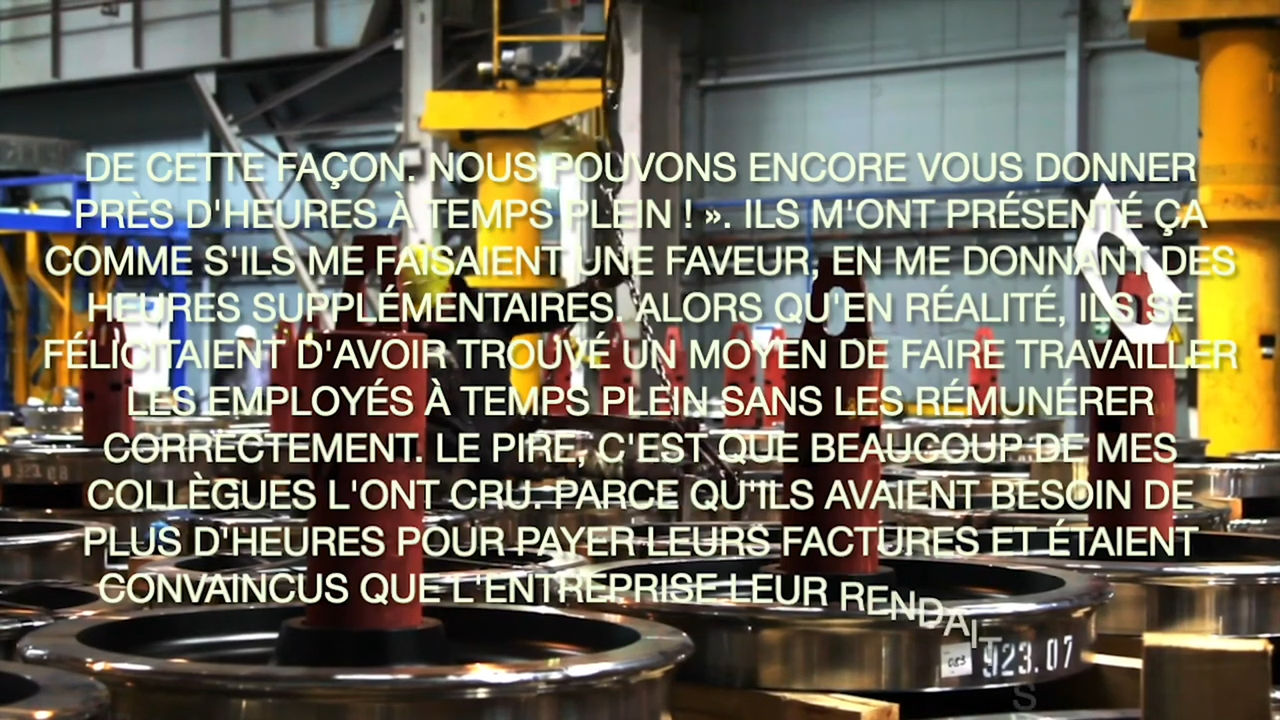 DE CETTE FAÇON. NOUS POUVONS ENCORE VOUS DONNER
PRÈS D'HEURES À TEMPS PLEIN ! ». ILS M'ONT PRÉSENTÉ ÇA
COMME S'ILS ME FAISAIENT UNE FAVEUR, EN ME DONNANT DES
HEURES SUPPLÉMENTAIRES. ALORS QU'EN RÉALITÉ, ILS SE
FÉLICITAIENT D'AVOIR TROUVÉ UN MOYEN DE FAIRE TRAVAILLER
LES EMPLOYÉS À TEMPS PLEIN SANS LES RÉMUNÉRER
CORRECTEMENT. LE PIRE, C'EST QUE BEAUCOUP DE MES
COLLÈGUES L'ONT CRU. PARCE QU'ILS AVAIENT BESOIN DE
PLUS D'HEURES POUR PAYER LEURS FACTURES ET ÉTAIENT
CONVAINCUS QUE L'ENTREPRISE LEUR RENDAIT S
923.07